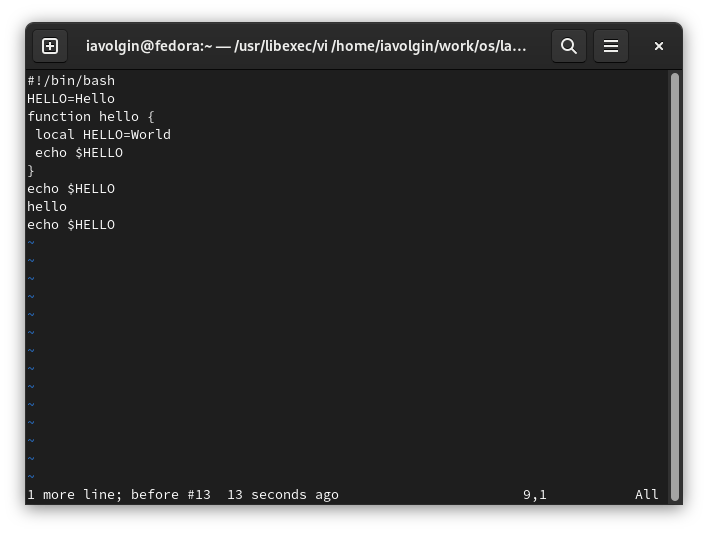 iavolgin@fedora:~ — /usr/libexec/vi /home/iavolgin/work/os/la…
#!/bin/bash
HELLO=Hello
function hello {
 local HELLO=World
 echo $HELLO
}
echo $HELLO
hello
echo $HELLO
~
~
~
~
~
~
~
~
~
~
~
~
~
~
1 more line; before #13  13 seconds ago 9,1 All